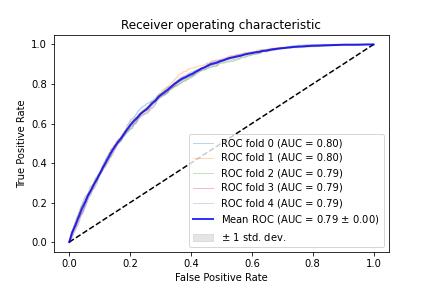 Receiver operating characteristic
True Positive Rate
1.0
0.8
0.6
0.4
0.2
0.0
ROC fold 0 (AUC = 0.80)
ROC fold 1 (AUC = 0.80)
ROC fold 2 (AUC = 0.79)
ROC fold 3 (AUC = 0.79)
ROC fold 4 (AUC = 0.79)
Mean ROC (AUC = 0.79 ± 0.00)
± 1 std. dev.
0.0 0.2 0.4 0.6 0.8 1.0
False Positive Rate